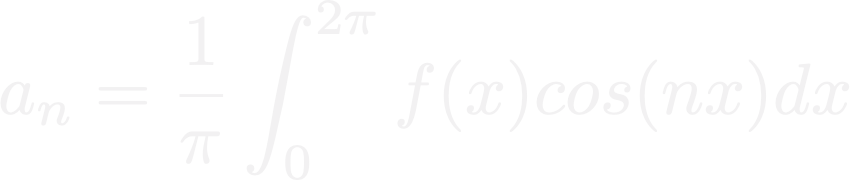 a_n = \frac{1}{\pi} \int_0^{2\pi} f(x)cos(nx)dx